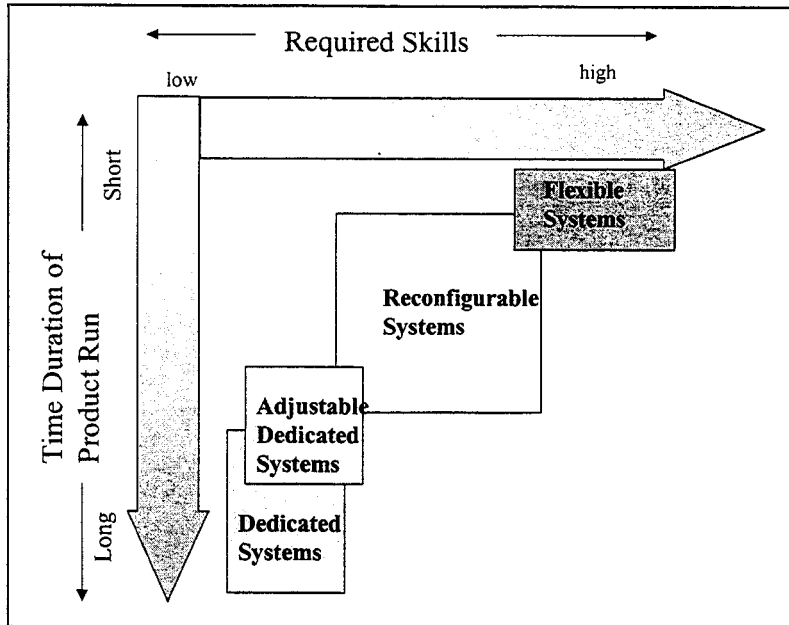 Required Skills
low
high
Short
Time Duration of
Product Run
Long
Flexible
Systems
Reconfigurable
Systems
Adjustable
Dedicated
Systems
Dedicated
Systems